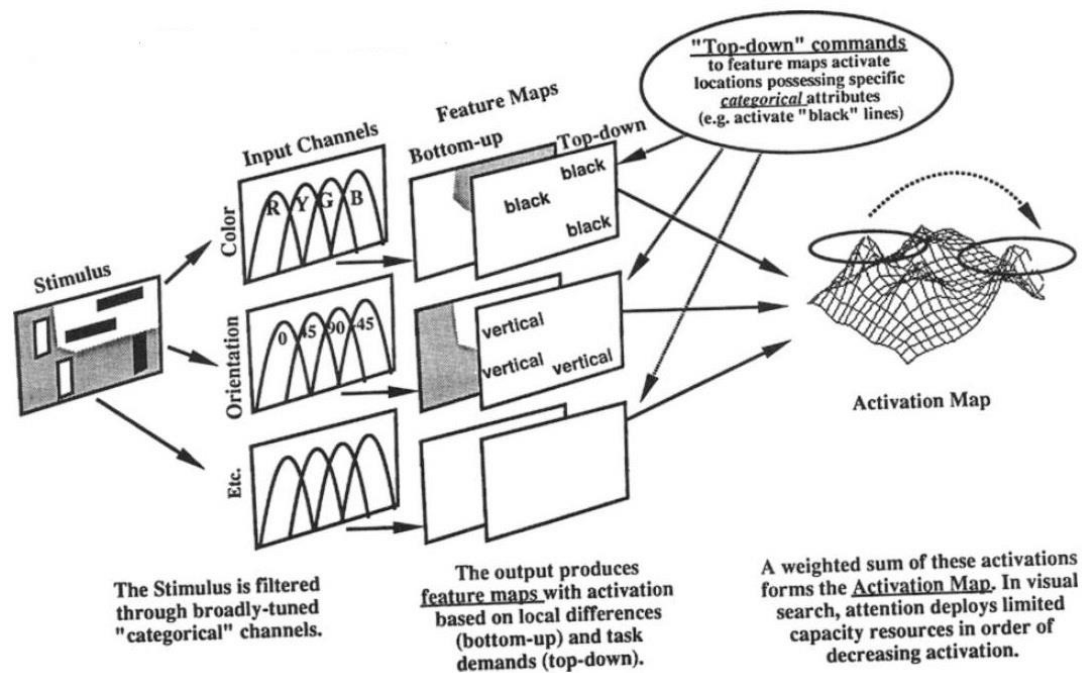 "Top-down" commands
to feature maps activate
locations possessing specific
categorical attributes
(e.g. activate "black" lines)
Feature Maps
Input Channels
Bottom-up
Top-down
Color
R Y G B
black
black
black
Stimulus
Orientation
0 45 90 -45
vertical
vertical
vertical
Activation Map
Etc.
The Stimulus is filtered
through broadly-tuned
"categorical" channels.
The output produces
feature maps with activation
based on local differences
(bottom-up) and task
demands (top-down).
A weighted sum of these activations
forms the Activation Map. In visual
search, attention deploys limited
capacity resources in order of
decreasing activation.